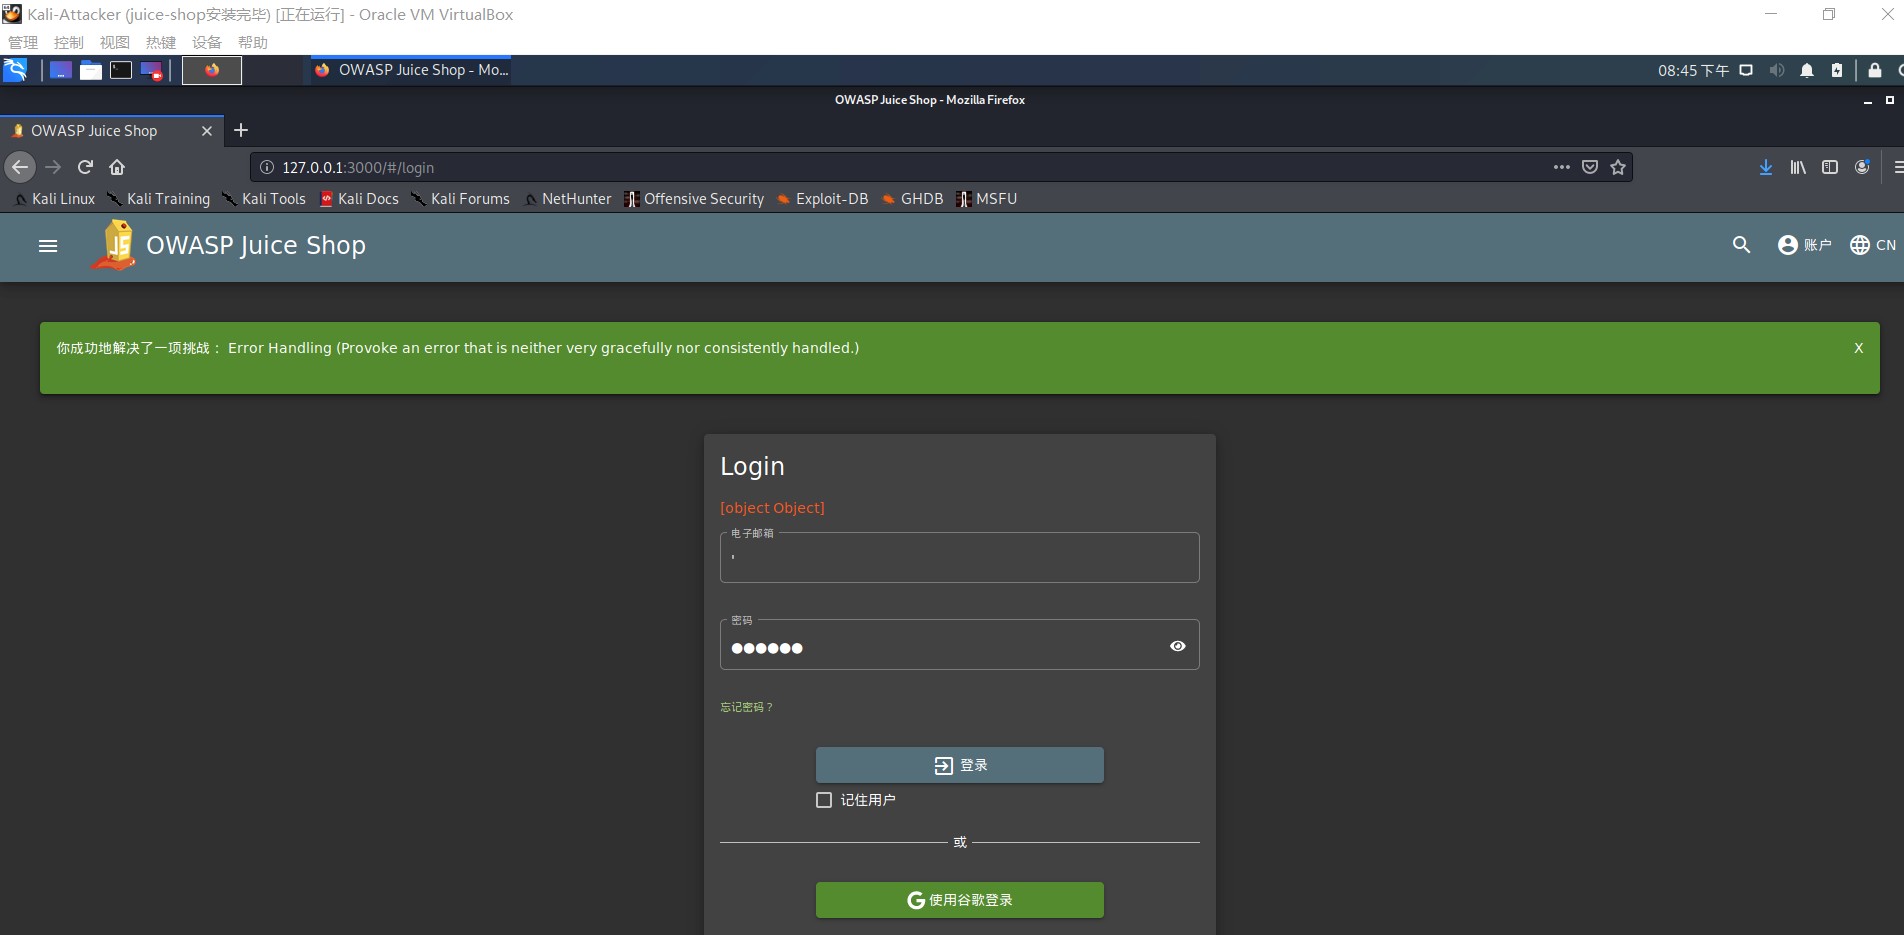 Kali-Attacker (juice-shop安装完毕) [正在运行] - Oracle VM VirtualBox
管理 控制 视图 热键 设备 帮助
OWASP Juice Shop - Mo... 08:45 下午
OWASP Juice Shop - Mozilla Firefox
OWASP Juice Shop
127.0.0.1:3000/#/login
Kali Linux Kali Training Kali Tools Kali Docs Kali Forums NetHunter Offensive Security Exploit-DB GHDB MSFU
OWASP Juice Shop 账户 CN
你成功地解决了一项挑战： Error Handling (Provoke an error that is neither very gracefully nor consistently handled.) X
Login
[object Object]
电子邮箱
'
密码
●●●●●●
忘记密码？
登录
记住用户
或
使用谷歌登录